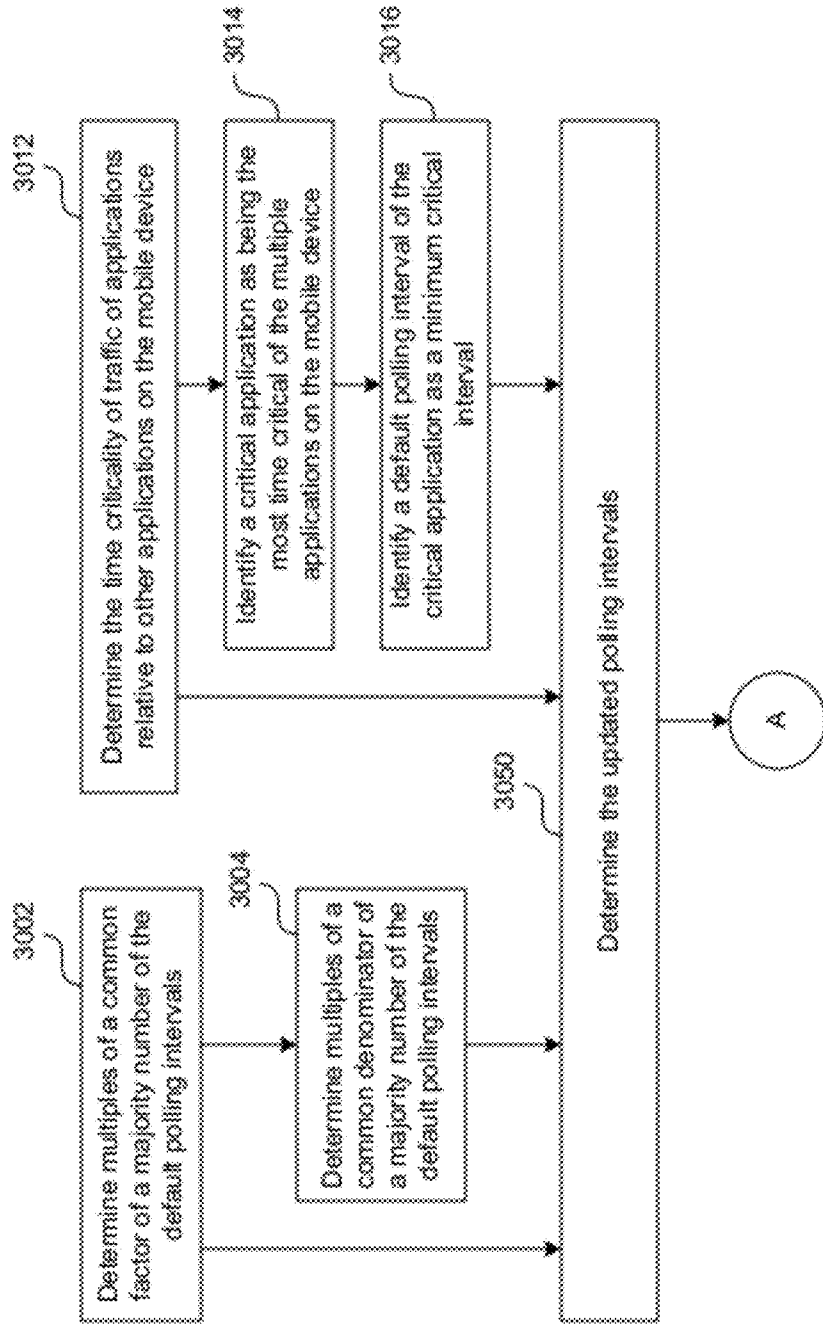 3002
Determine multiples of a common
factor of a majority number of the
default polling intervals
3004
Determine multiples of a
common denominator of
a majority number of the
default polling intervals
3012
Determine the time criticality of traffic of applications
relative to other applications on the mobile device
3014
Identify a critical application as being the
most time critical of the multiple
applications on the mobile device
3016
Identify a default polling interval of the
critical application as a minimum critical
interval
3050
Determine the updated polling intervals
A